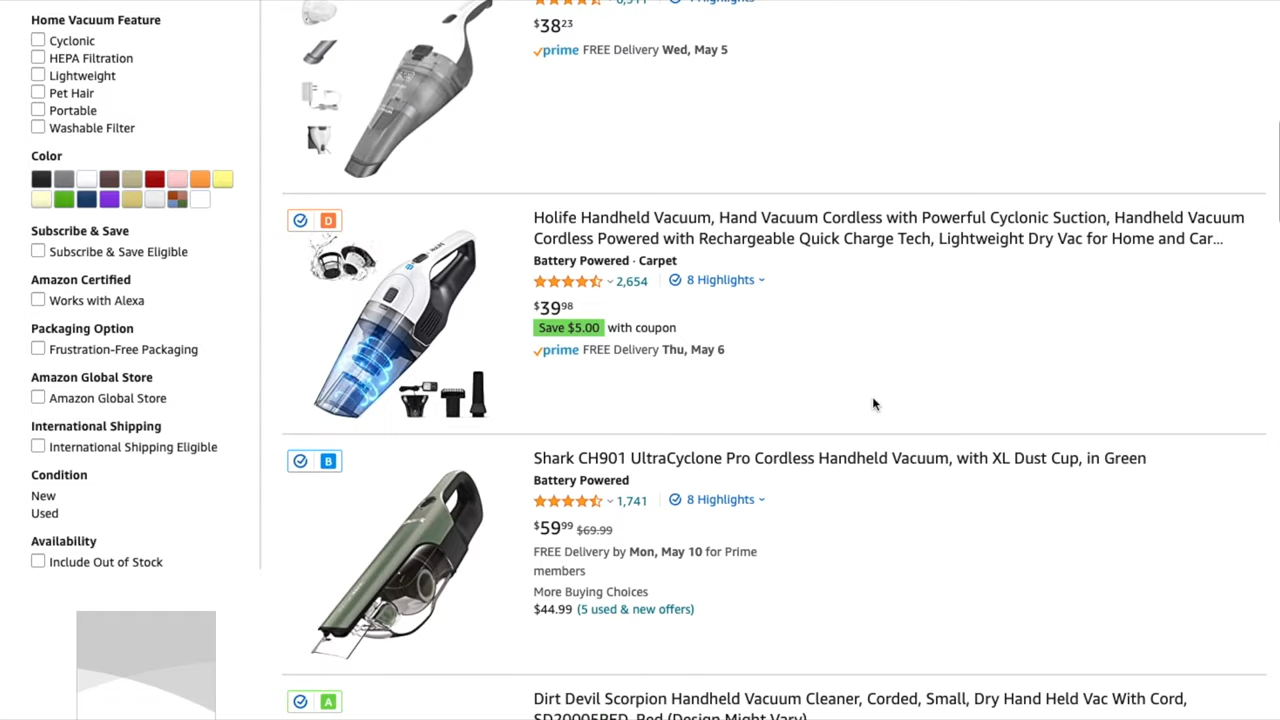 Home Vacuum Feature
Cyclonic
HEPA Filtration
Lightweight
Pet Hair
Portable
Washable Filter
Color
Subscribe & Save
Subscribe & Save Eligible
Amazon Certified
Works with Alexa
Packaging Option
Frustration-Free Packaging
Amazon Global Store
Amazon Global Store
International Shipping
International Shipping Eligible
Condition
New
Used
Availability
Include Out of Stock
$38 23
prime FREE Delivery Wed, May 5
D
Holife Handheld Vacuum, Hand Vacuum Cordless with Powerful Cyclonic Suction, Handheld Vacuum
Cordless Powered with Rechargeable Quick Charge Tech, Lightweight Dry Vac for Home and Car...
Battery Powered · Carpet
2,654 8 Highlights
$39 98
Save $5.00 with coupon
prime FREE Delivery Thu, May 6
B
Shark CH901 UltraCyclone Pro Cordless Handheld Vacuum, with XL Dust Cup, in Green
Battery Powered
1,741 8 Highlights
$59 99 $69.99
FREE Delivery by Mon, May 10 for Prime
members
More Buying Choices
$44.99 (5 used & new offers)
A
Dirt Devil Scorpion Handheld Vacuum Cleaner, Corded, Small, Dry Hand Held Vac With Cord,
SD20005RED, Red (Design Might Vary)